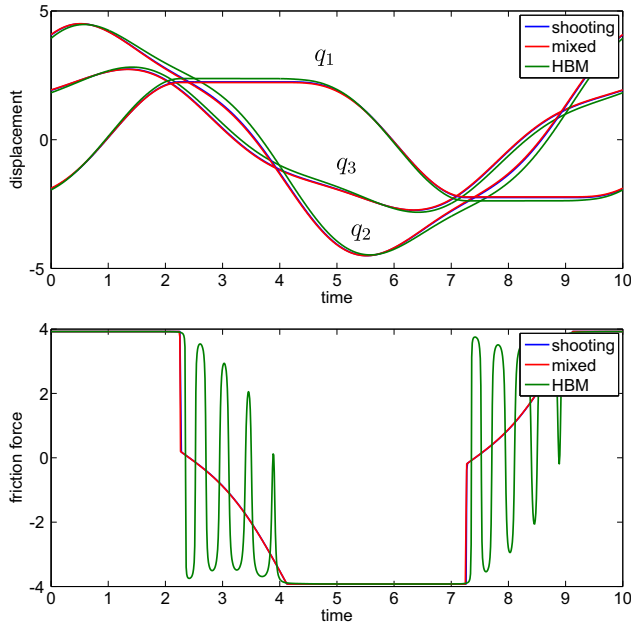 5
0
-5
displacement
q1
q3
q2
shooting
mixed
HBM
0 1 2 3 4 5 6 7 8 9 10
time
4
2
0
-2
-4
friction force
shooting
mixed
HBM
0 1 2 3 4 5 6 7 8 9 10
time